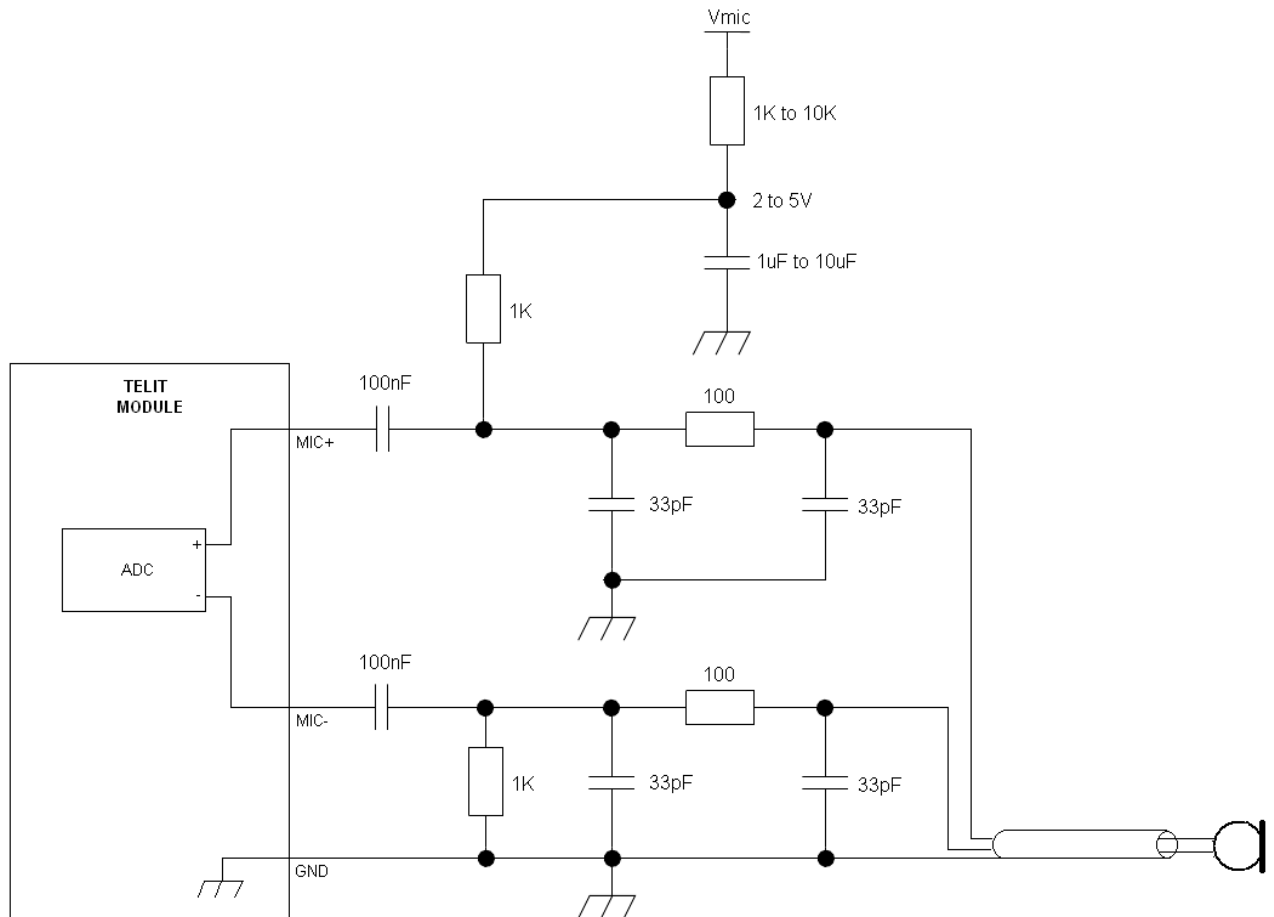 Vmic
1K to 10K
2 to 5V
1uF to 10uF
1K
TELIT
MODULE
100nF
100
MIC+
33pF
33pF
+
ADC
-
100nF
100
MIC-
1K
33pF
33pF
GND